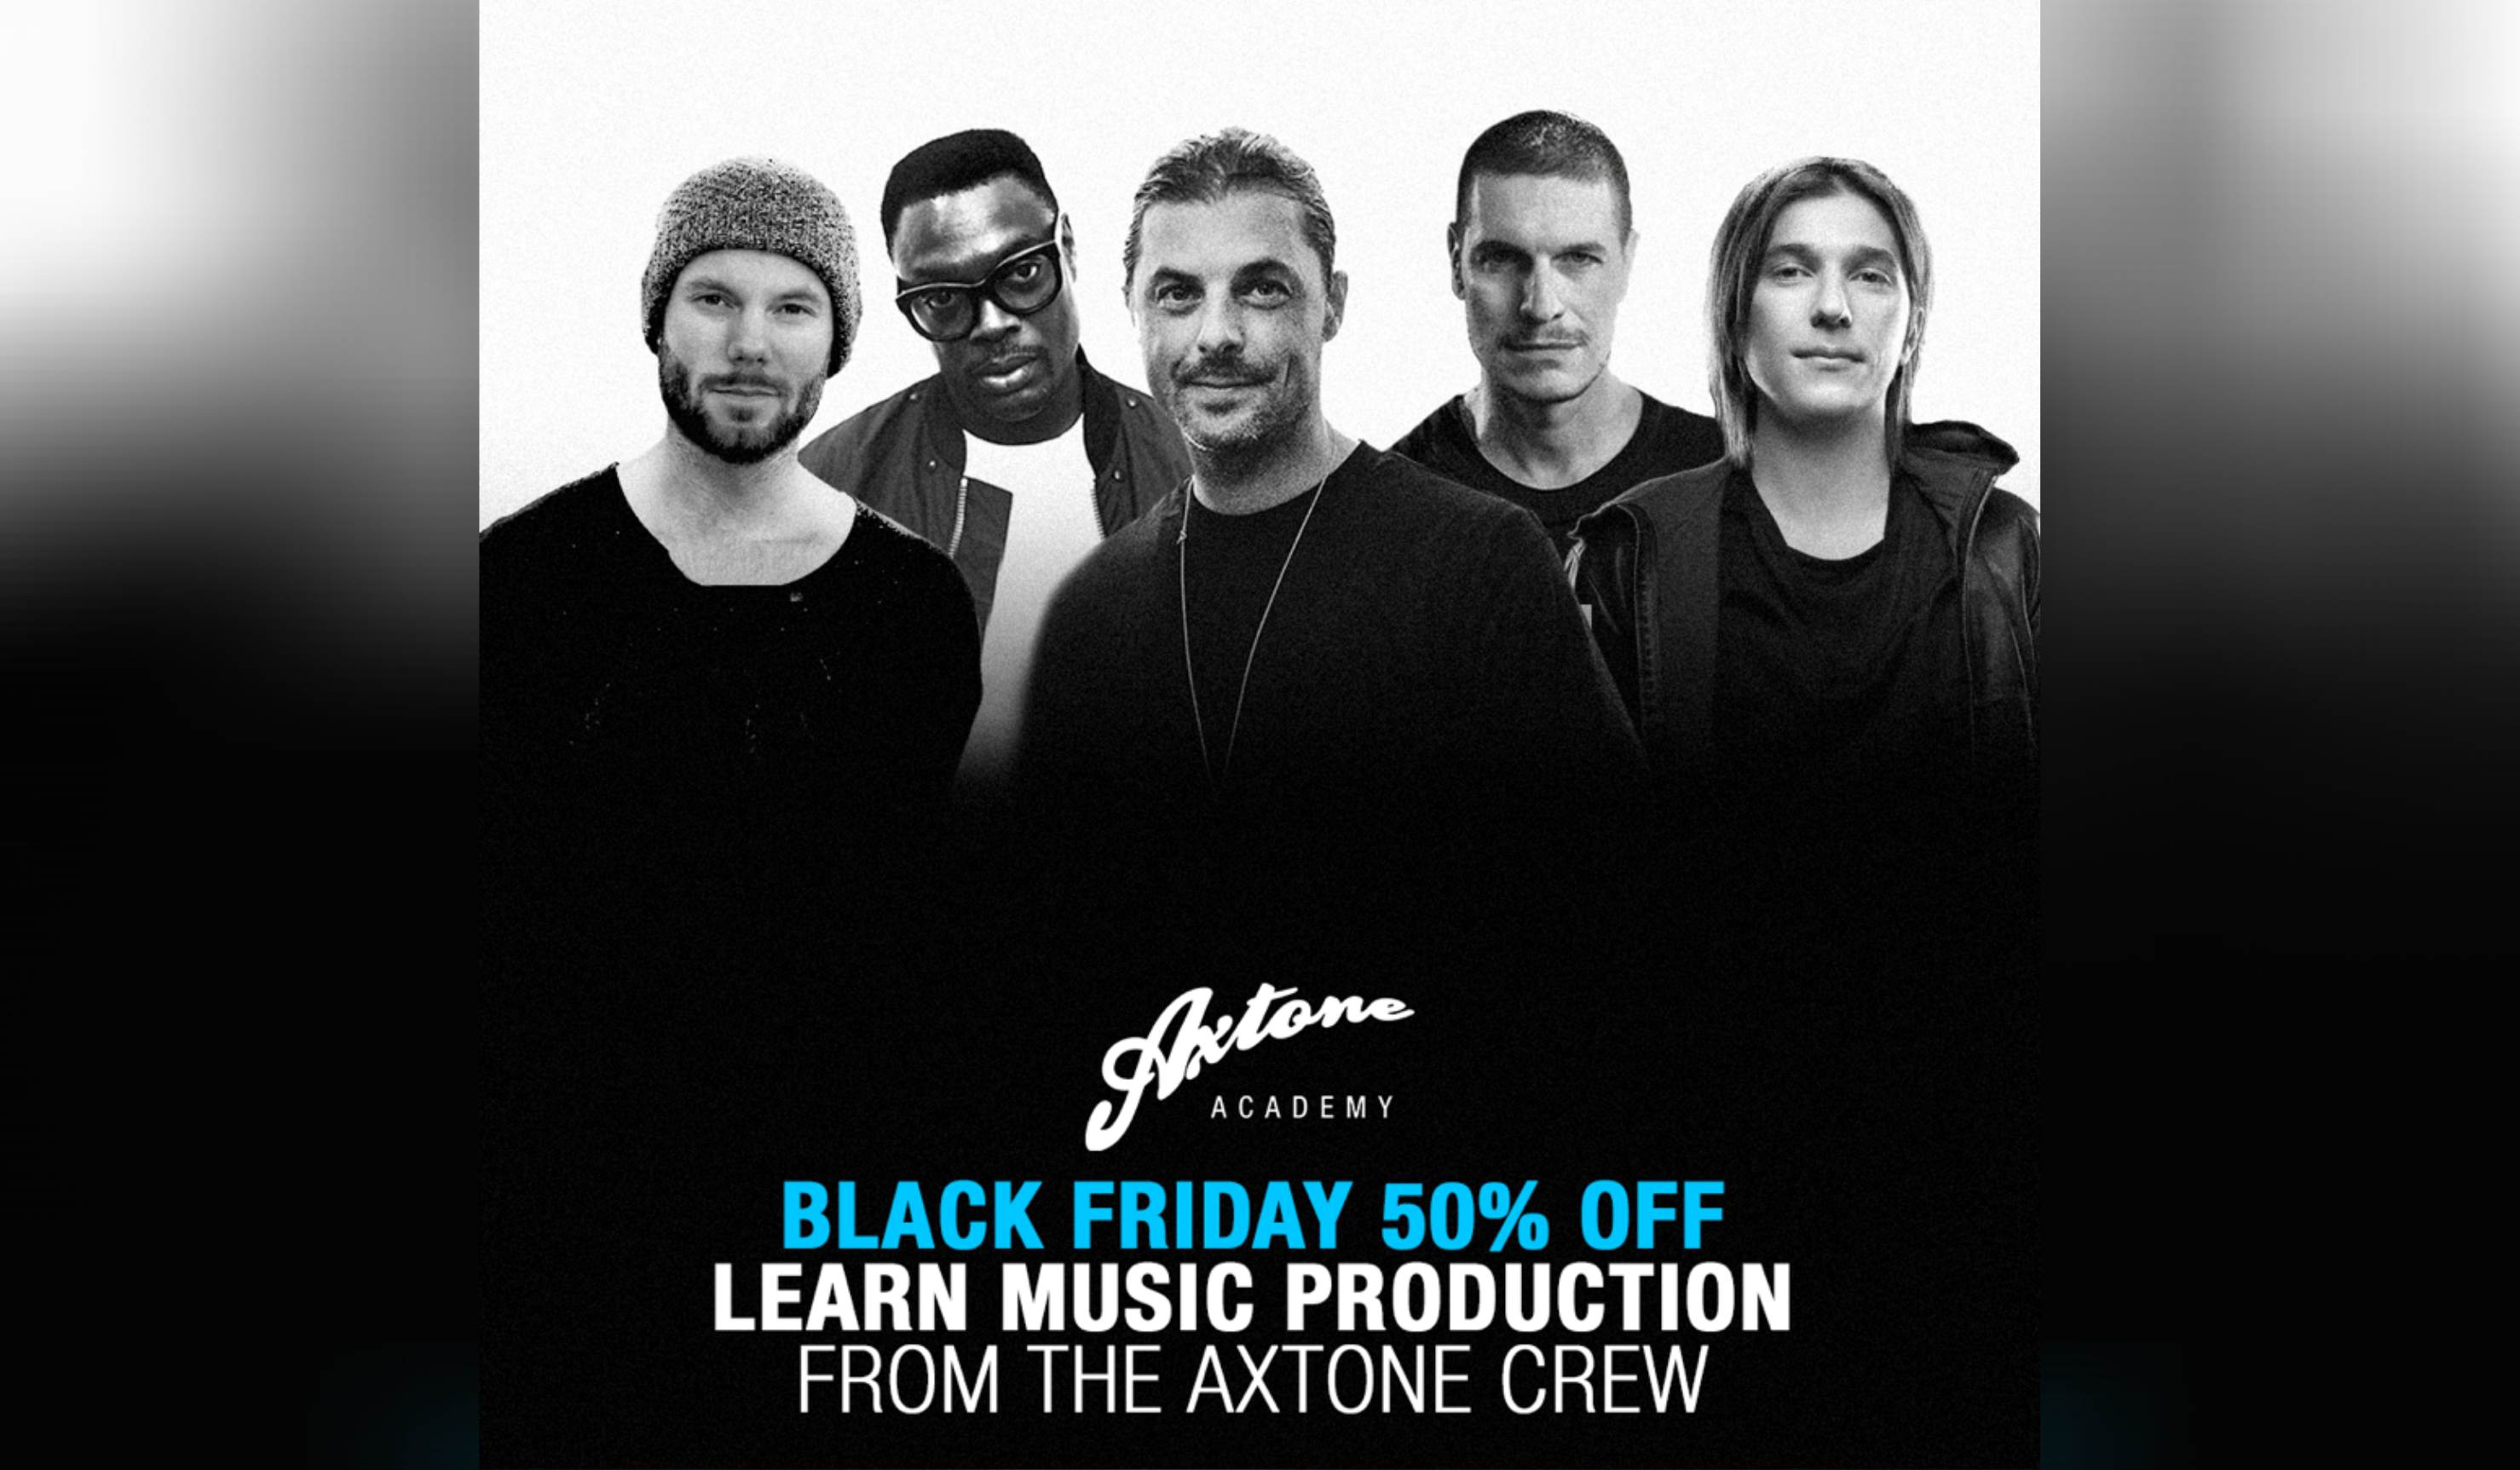 Axtone
ACADEMY
BLACK FRIDAY 50% OFF
LEARN MUSIC PRODUCTION
FROM THE AXTONE CREW